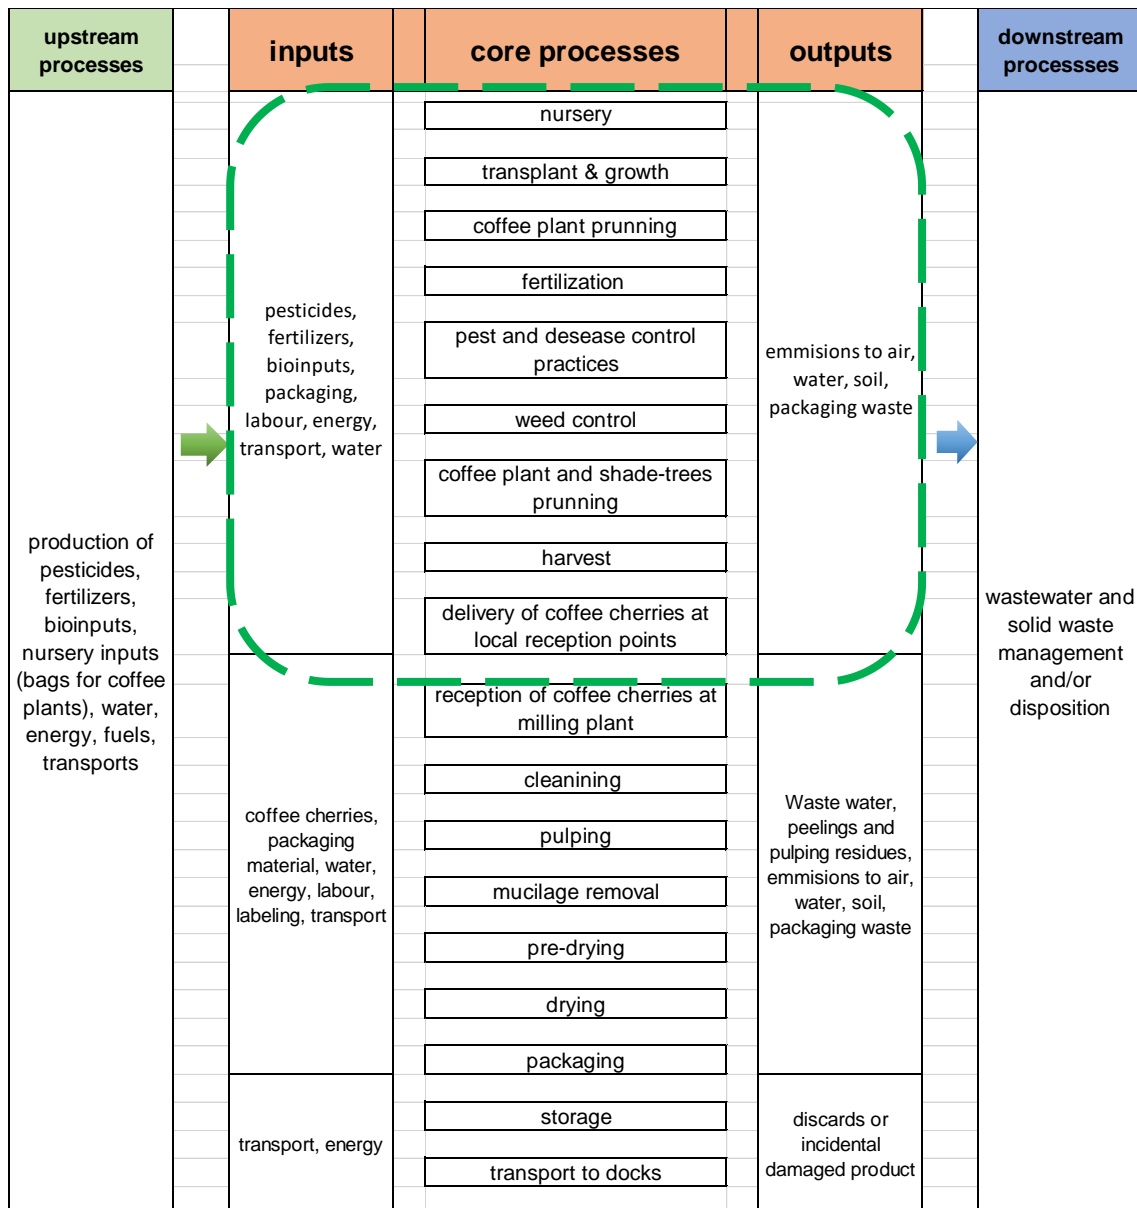 upstream
processes
inputs
core processes
outputs
downstream
processses
nursery
transplant & growth
coffee plant prunning
fertilization
pest and desease control
practices
weed control
coffee plant and shade-trees
prunning
harvest
delivery of coffee cherries at
local reception points
reception of coffee cherries at
milling plant
cleanining
pulping
mucilage removal
pre-drying
drying
packaging
storage
transport to docks
production of
pesticides,
fertilizers,
bioinputs,
nursery inputs
(bags for coffee
plants), water,
energy, fuels,
transports
pesticides,
fertilizers,
bioinputs,
packaging,
labour, energy,
transport, water
coffee cherries,
packaging
material, water,
energy, labour,
labeling, transport
transport, energy
emmisions to air,
water, soil,
packaging waste
Waste water,
peelings and
pulping residues,
emmisions to air,
water, soil,
packaging waste
discards or
incidental
damaged product
wastewater and
solid waste
management
and/or
disposition